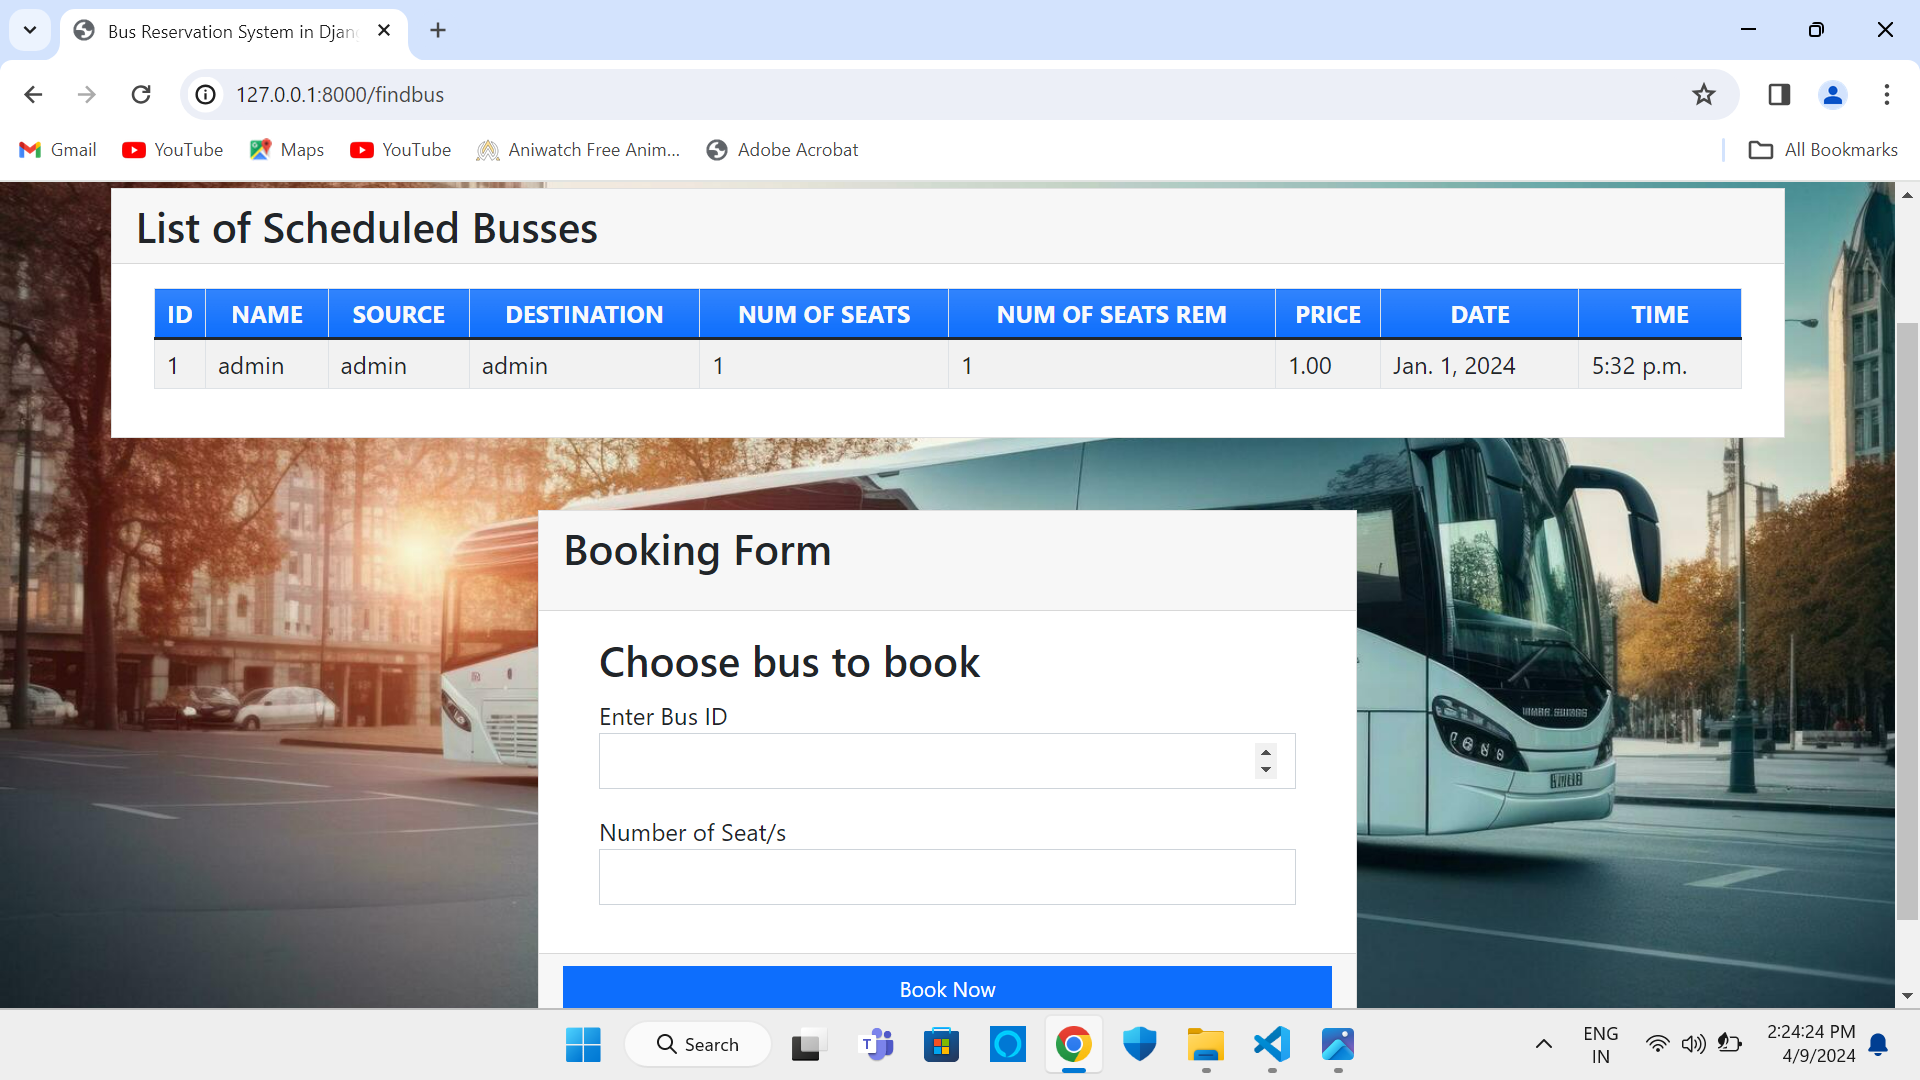 Bus Reservation System in Djan
127.0.0.1:8000/findbus
Gmail YouTube Maps YouTube Aniwatch Free Anim... Adobe Acrobat All Bookmarks
List of Scheduled Busses
ID NAME SOURCE DESTINATION NUM OF SEATS NUM OF SEATS REM PRICE DATE TIME
1 admin admin admin 1 1 1.00 Jan. 1, 2024 5:32 p.m.
Booking Form
Choose bus to book
Enter Bus ID
Number of Seat/s
Book Now
Search
ENG
IN
2:24:24 PM
4/9/2024